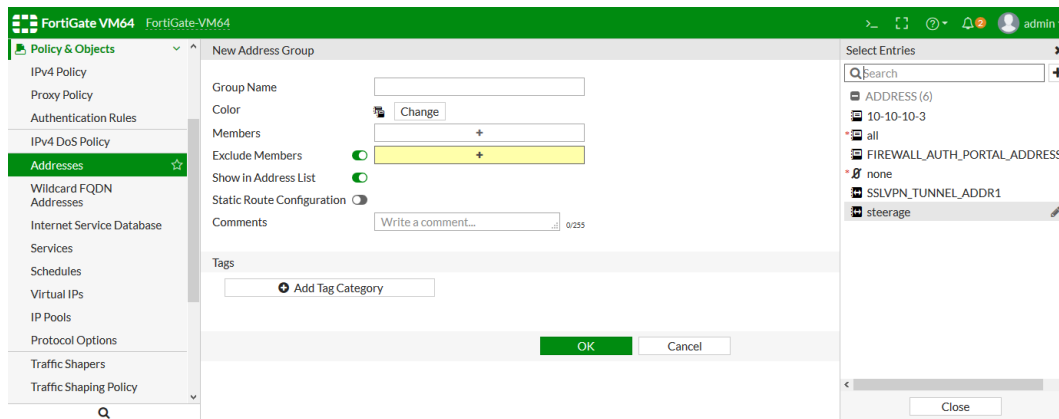 FortiGate VM64 FortiGate-VM64
>_ 2 admin
Policy & Objects
IPv4 Policy
Proxy Policy
Authentication Rules
IPv4 DoS Policy
Addresses
Wildcard FQDN
Addresses
Internet Service Database
Services
Schedules
Virtual IPs
IP Pools
Protocol Options
Traffic Shapers
Traffic Shaping Policy
New Address Group
Group Name
Color Change
Members +
Exclude Members +
Show in Address List
Static Route Configuration
Comments Write a comment... 0/255
Tags
Add Tag Category
OK Cancel
Select Entries
Search
ADDRESS (6)
10-10-10-3
* all
FIREWALL_AUTH_PORTAL_ADDRESS
* none
SSLVPN_TUNNEL_ADDR1
steerage
Close